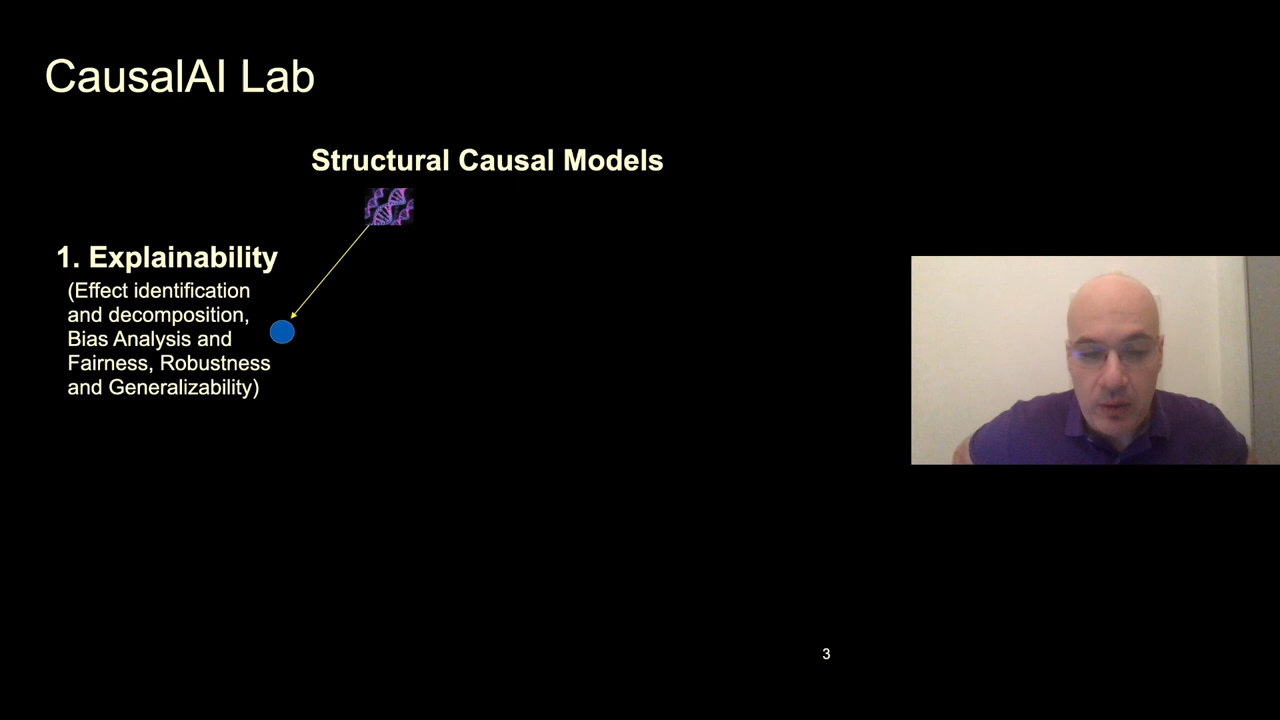 CausalAI Lab
Structural Causal Models
1. Explainability
(Effect identification
and decomposition,
Bias Analysis and
Fairness, Robustness
and Generalizability)
3